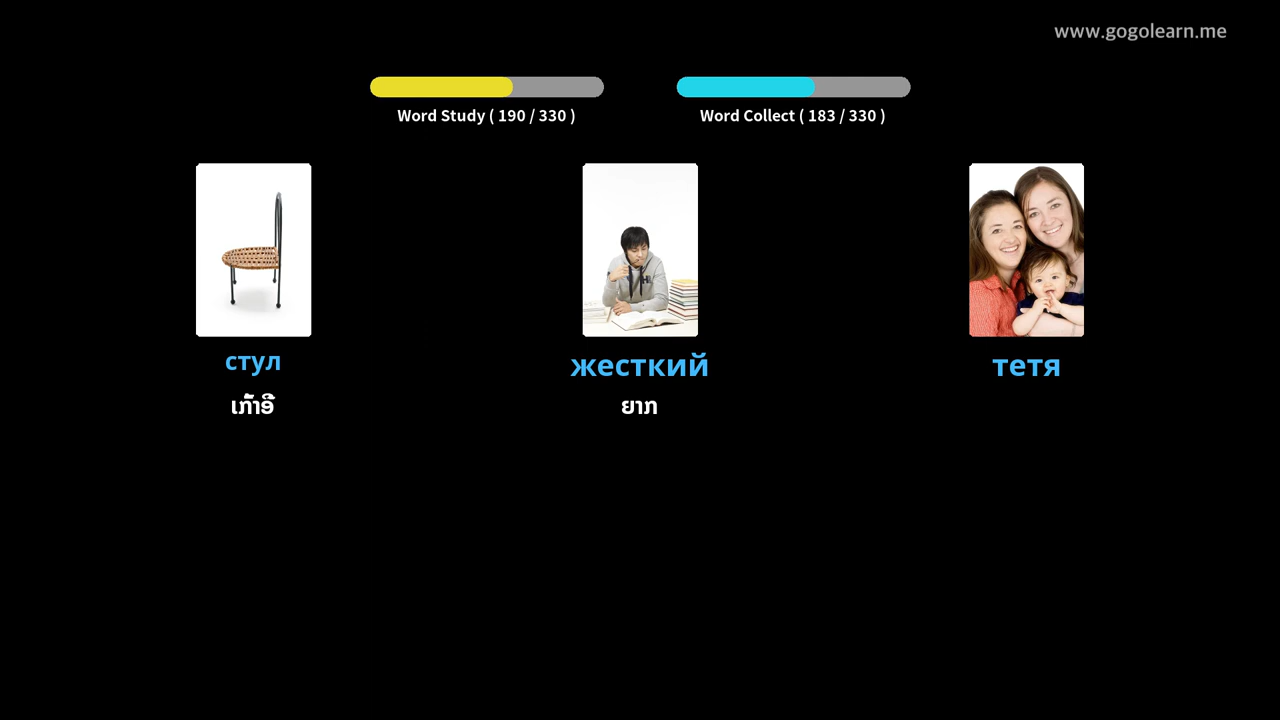 www.gogolearn.me
Word Study ( 190 / 330 )
Word Collect ( 183 / 330 )
стул
жесткий
тетя
ເກົ້າອີ້
ຍາກ